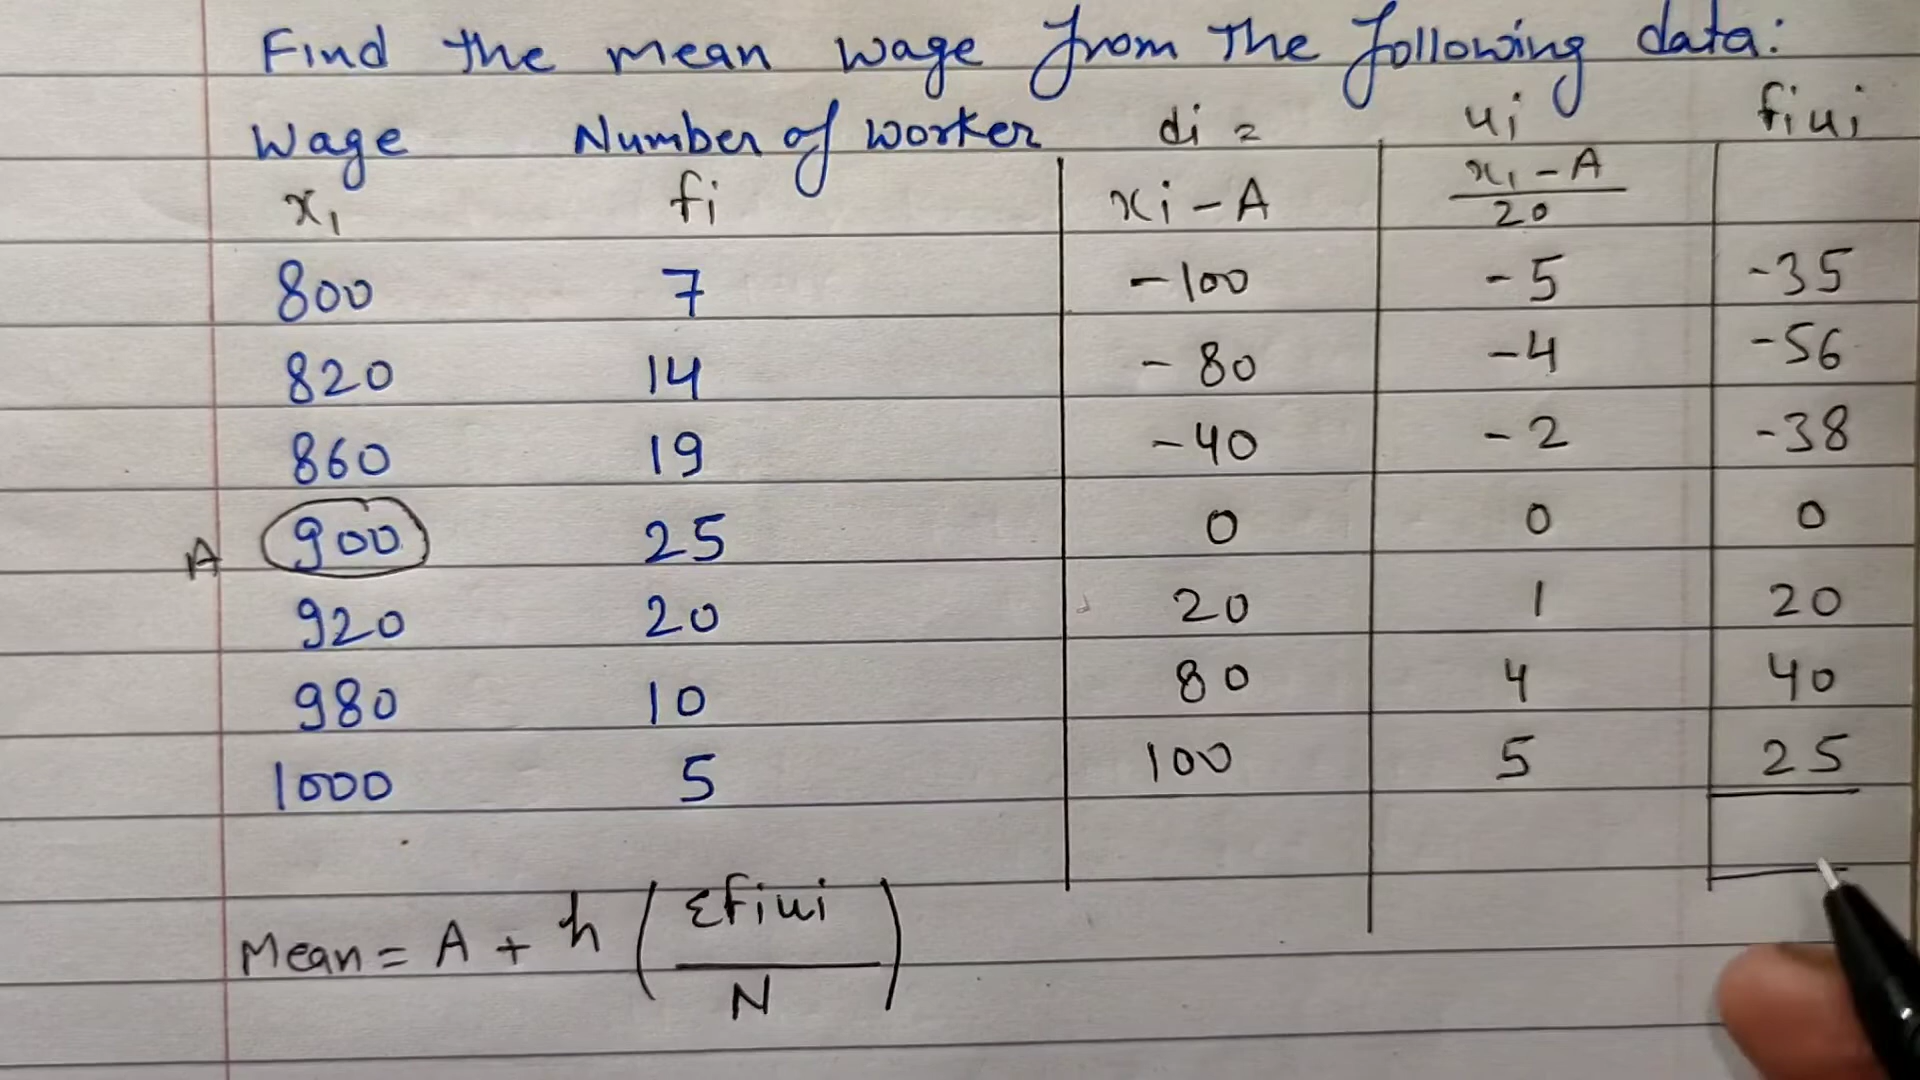 Find the mean wage from the following data:
Wage Number of worker di = ui fiui
x1 fi xi - A x1 - A / 20
800 7 -100 -5 -35
820 14 -80 -4 -56
860 19 -40 -2 -38
A 900 25 0 0 0
920 20 20 1 20
980 10 80 4 40
1000 5 100 5 25
Mean = A + h ( Σfiui / N )